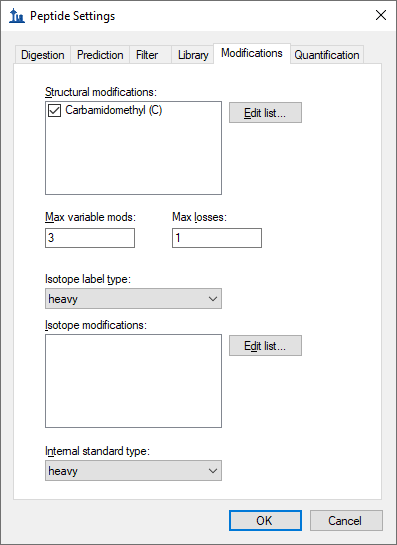 Peptide Settings
Digestion Prediction Filter Library Modifications Quantification
Structural modifications:
Carbamidomethyl (C)
Edit list...
Max variable mods: Max losses:
3 1
Isotope label type:
heavy
Isotope modifications:
Edit list...
Internal standard type:
heavy
OK Cancel